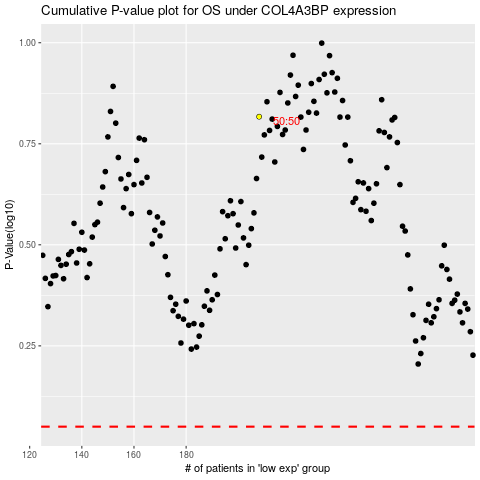 Cumulative P-value plot for OS under COL4A3BP expression
P-Value(log10)
1.00
0.75
0.50
0.25
50:50
120 140 160 180
# of patients in 'low exp' group